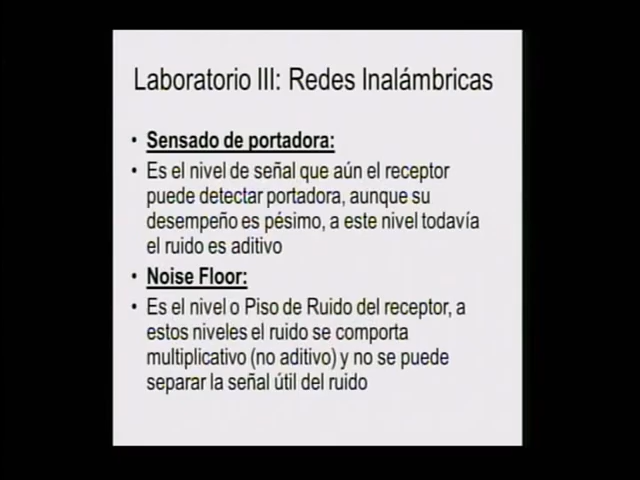 Laboratorio III: Redes Inalámbricas
• Sensado de portadora:
• Es el nivel de señal que aún el receptor
puede detectar portadora, aunque su
desempeño es pésimo, a este nivel todavía
el ruido es aditivo
• Noise Floor:
• Es el nivel o Piso de Ruido del receptor, a
estos niveles el ruido se comporta
multiplicativo (no aditivo) y no se puede
separar la señal útil del ruido